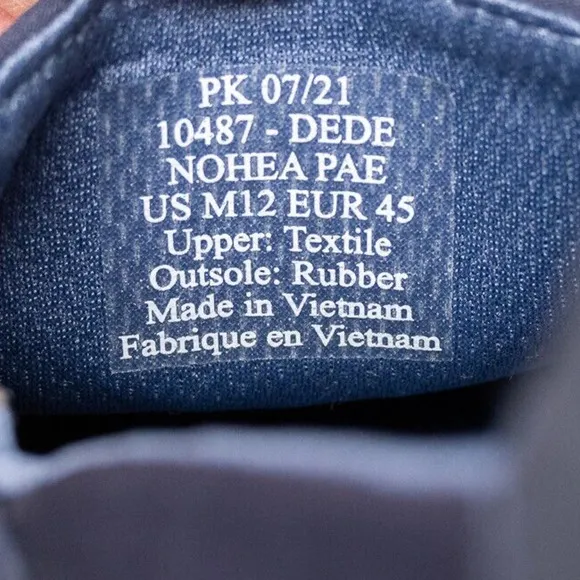 PK 07/21
10487 - DEDE
NOHEA PAE
US M12 EUR 45
Upper: Textile
Outsole: Rubber
Made in Vietnam
Fabrique en Vietnam